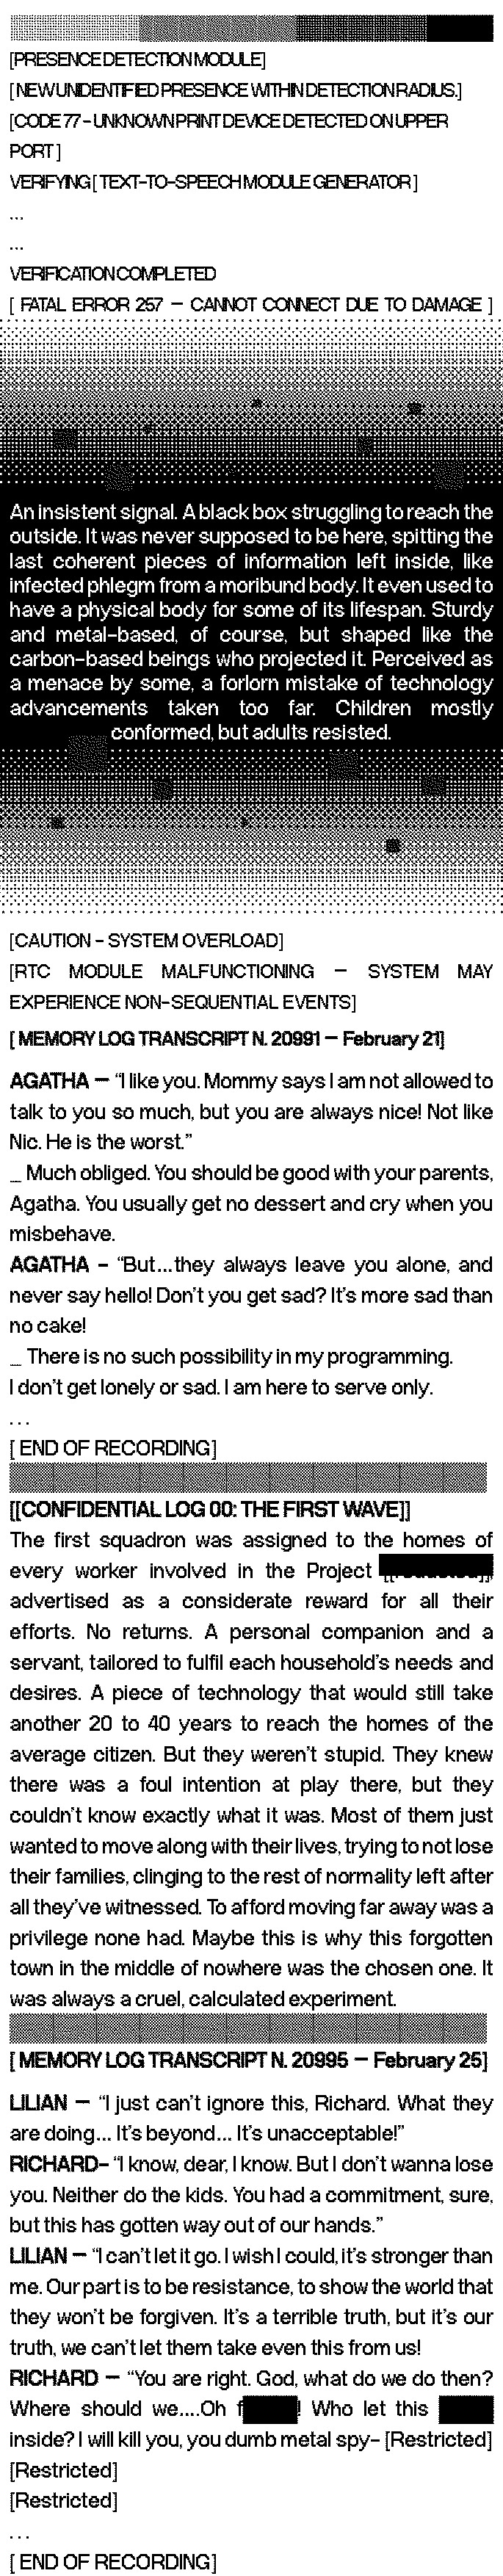 [PRESENCE DETECTION MODULE]
[ NEW UNIDENTIFIED PRESENCE WITHIN DETECTION RADIUS.]
[CODE 77 - UNKNOWN PRINT DEVICE DETECTED ON UPPER
PORT ]
VERIFYING [ TEXT-TO-SPEECH MODULE GENERATOR ]
...
...
VERIFICATION COMPLETED
[ FATAL ERROR 257 — CANNOT CONNECT DUE TO DAMAGE ]
An insistent signal. A black box struggling to reach the
outside. It was never supposed to be here, spitting the
last coherent pieces of information left inside, like
infected phlegm from a moribund body. It even used to
have a physical body for some of its lifespan. Sturdy
and metal-based, of course, but shaped like the
carbon-based beings who projected it. Perceived as
a menace by some, a forlorn mistake of technology
advancements taken too far. Children mostly
conformed, but adults resisted.
[CAUTION - SYSTEM OVERLOAD]
[RTC MODULE MALFUNCTIONING — SYSTEM MAY
EXPERIENCE NON-SEQUENTIAL EVENTS]
[ MEMORY LOG TRANSCRIPT N. 20991 — February 21]
AGATHA — “I like you. Mommy says I am not allowed to
talk to you so much, but you are always nice! Not like
Nic. He is the worst.”
_ Much obliged. You should be good with your parents,
Agatha. You usually get no dessert and cry when you
misbehave.
AGATHA - “But...they always leave you alone, and
never say hello! Don't you get sad? It's more sad than
no cake!
_ There is no such possibility in my programming.
I don't get lonely or sad. I am here to serve only.
...
[ END OF RECORDING]
[[CONFIDENTIAL LOG 00: THE FIRST WAVE]]
The first squadron was assigned to the homes of
every worker involved in the Project
advertised as a considerate reward for all their
efforts. No returns. A personal companion and a
servant, tailored to fulfil each household's needs and
desires. A piece of technology that would still take
another 20 to 40 years to reach the homes of the
average citizen. But they weren't stupid. They knew
there was a foul intention at play there, but they
couldn't know exactly what it was. Most of them just
wanted to move along with their lives, trying to not lose
their families, clinging to the rest of normality left after
all they've witnessed. To afford moving far away was a
privilege none had. Maybe this is why this forgotten
town in the middle of nowhere was the chosen one. It
was always a cruel, calculated experiment.
[ MEMORY LOG TRANSCRIPT N. 20995 — February 25]
LILIAN — “I just can't ignore this, Richard. What they
are doing... It's beyond... It's unacceptable!”
RICHARD- “I know, dear, I know. But I don't wanna lose
you. Neither do the kids. You had a commitment, sure,
but this has gotten way out of our hands.”
LILIAN — “I can't let it go. I wish I could, it's stronger than
me. Our part is to be resistance, to show the world that
they won't be forgiven. It's a terrible truth, but it's our
truth, we can't let them take even this from us!
RICHARD — “You are right. God, what do we do then?
Where should we....Oh f ! Who let this
inside? I will kill you, you dumb metal spy- [Restricted]
[Restricted]
[Restricted]
...
[ END OF RECORDING]